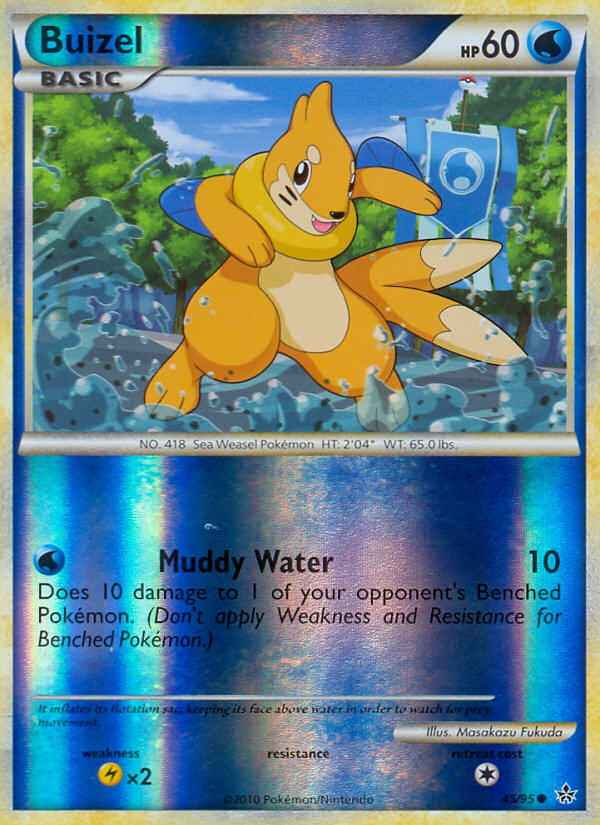 Buizel
HP 60
BASIC
NO. 418 Sea Weasel Pokémon HT: 2'04" WT: 65.0 lbs.
Muddy Water 10
Does 10 damage to 1 of your opponent's Benched
Pokémon. (Don't apply Weakness and Resistance for
Benched Pokémon.)
It inflates its flotation sac, keeping its face above water in order to watch for prey
movement.
Illus. Masakazu Fukuda
weakness resistance retreat cost
×2
©2010 Pokémon/Nintendo 45/95